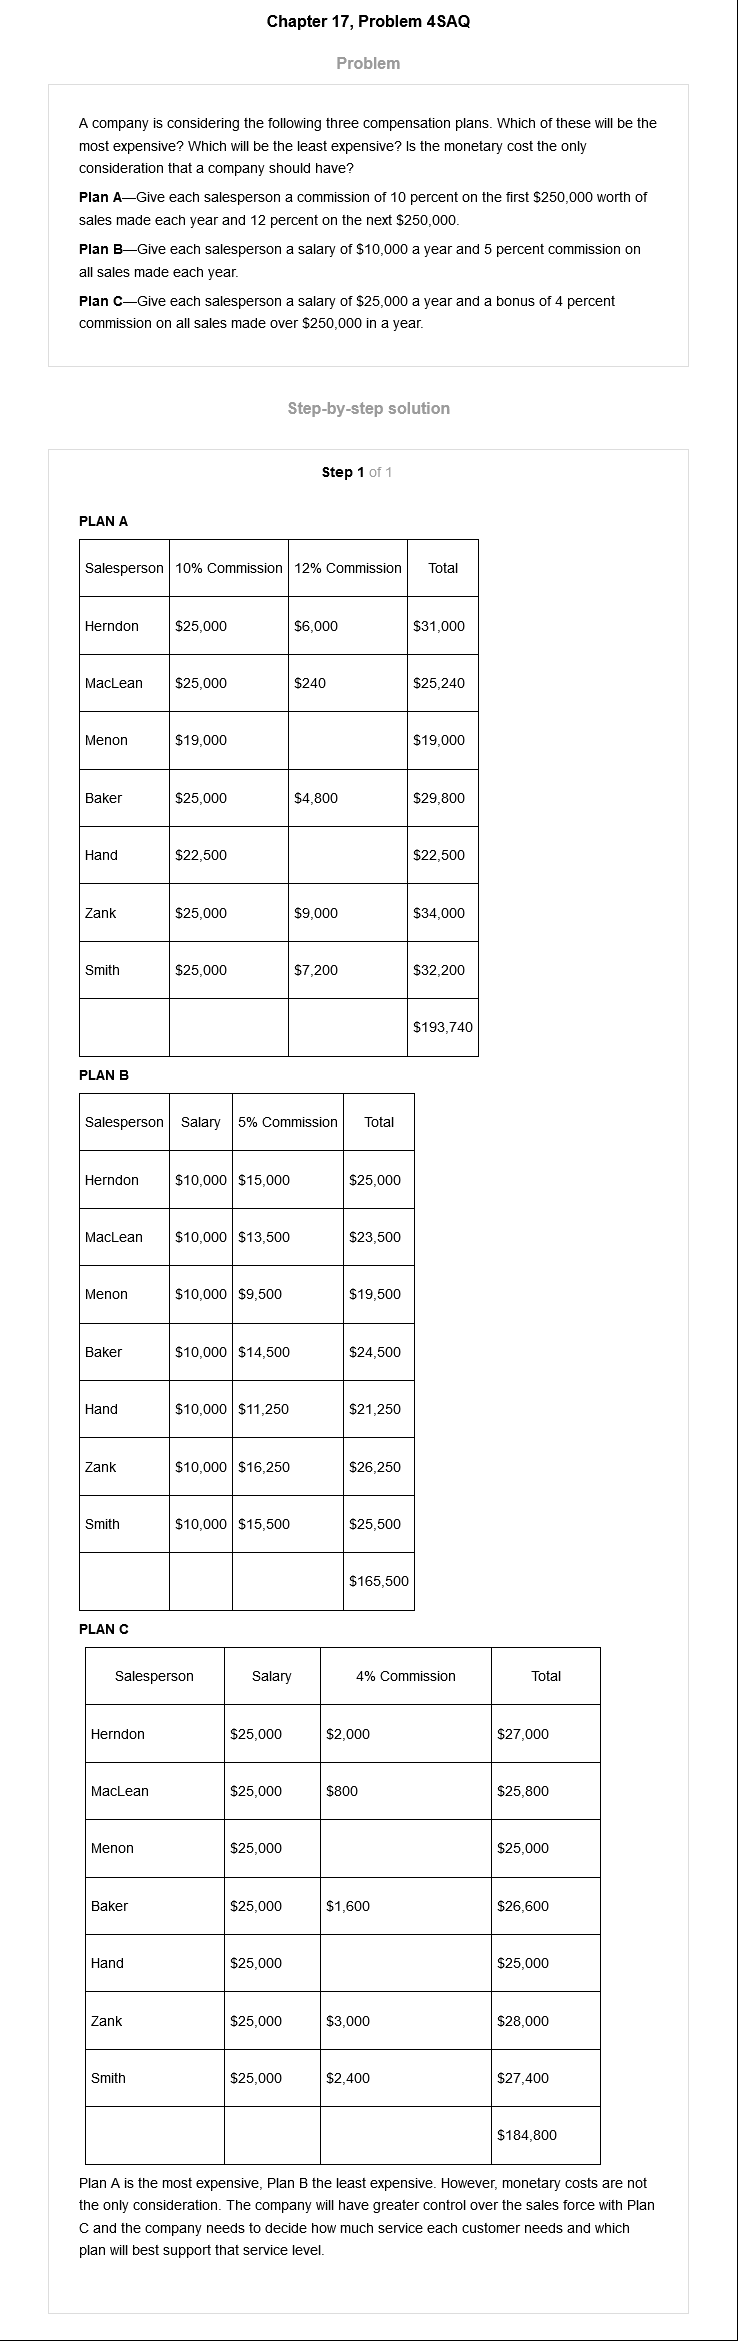 Chapter 17, Problem 4SAQ
Problem
A company is considering the following three compensation plans. Which of these will be the
most expensive? Which will be the least expensive? Is the monetary cost the only
consideration that a company should have?
Plan A—Give each salesperson a commission of 10 percent on the first $250,000 worth of
sales made each year and 12 percent on the next $250,000.
Plan B—Give each salesperson a salary of $10,000 a year and 5 percent commission on
all sales made each year.
Plan C—Give each salesperson a salary of $25,000 a year and a bonus of 4 percent
commission on all sales made over $250,000 in a year.
Step-by-step solution
Step 1 of 1
PLAN A
Salesperson 10% Commission 12% Commission Total
Herndon $25,000 $6,000 $31,000
MacLean $25,000 $240 $25,240
Menon $19,000 $19,000
Baker $25,000 $4,800 $29,800
Hand $22,500 $22,500
Zank $25,000 $9,000 $34,000
Smith $25,000 $7,200 $32,200
$193,740
PLAN B
Salesperson Salary 5% Commission Total
Herndon $10,000 $15,000 $25,000
MacLean $10,000 $13,500 $23,500
Menon $10,000 $9,500 $19,500
Baker $10,000 $14,500 $24,500
Hand $10,000 $11,250 $21,250
Zank $10,000 $16,250 $26,250
Smith $10,000 $15,500 $25,500
$165,500
PLAN C
Salesperson Salary 4% Commission Total
Herndon $25,000 $2,000 $27,000
MacLean $25,000 $800 $25,800
Menon $25,000 $25,000
Baker $25,000 $1,600 $26,600
Hand $25,000 $25,000
Zank $25,000 $3,000 $28,000
Smith $25,000 $2,400 $27,400
$184,800
Plan A is the most expensive, Plan B the least expensive. However, monetary costs are not
the only consideration. The company will have greater control over the sales force with Plan
C and the company needs to decide how much service each customer needs and which
plan will best support that service level.